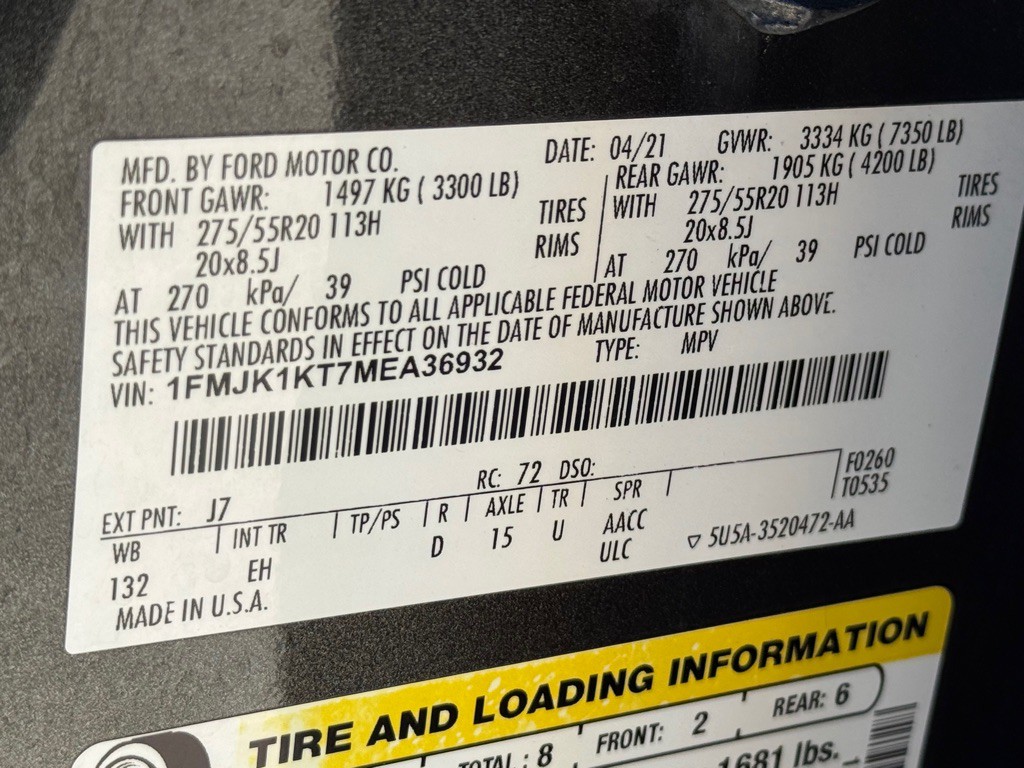 MFD. BY FORD MOTOR CO. DATE: 04/21 GVWR: 3334 KG ( 7350 LB)
FRONT GAWR: 1497 KG ( 3300 LB) REAR GAWR: 1905 KG ( 4200 LB)
WITH 275/55R20 113H TIRES WITH 275/55R20 113H TIRES
20x8.5J RIMS 20x8.5J RIMS
AT 270 kPa/ 39 PSI COLD AT 270 kPa/ 39 PSI COLD
THIS VEHICLE CONFORMS TO ALL APPLICABLE FEDERAL MOTOR VEHICLE
SAFETY STANDARDS IN EFFECT ON THE DATE OF MANUFACTURE SHOWN ABOVE.
VIN: 1FMJK1KT7MEA36932 TYPE: MPV
EXT PNT: J7 RC: 72 DSO: F0260
WB INT TR TP/PS R AXLE TR SPR T0535
132 EH D 15 U AACC
ULC ▽ 5U5A-3520472-AA
MADE IN U.S.A.
TIRE AND LOADING INFORMATION
TOTAL: 8 FRONT: 2 REAR: 6
1681 lbs.